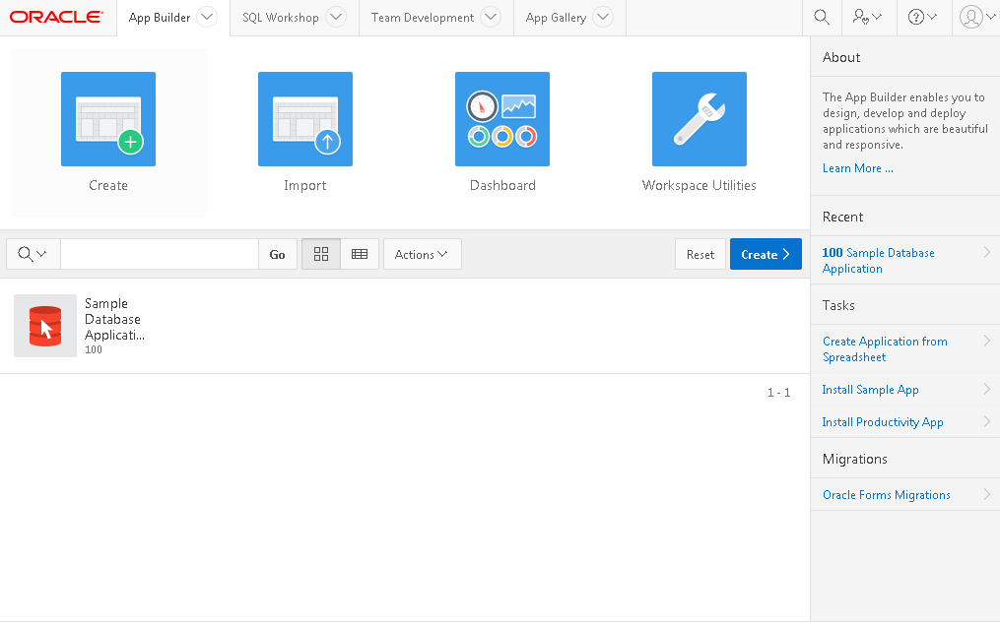 ORACLE
App Builder
SQL Workshop
Team Development
App Gallery
Create
Import
Dashboard
Workspace Utilities
Go
Actions
Reset
Create
Sample
Database
Applicati...
100
1 - 1
About
The App Builder enables you to
design, develop and deploy
applications which are beautiful
and responsive.
Learn More ...
Recent
100 Sample Database
Application
Tasks
Create Application from
Spreadsheet
Install Sample App
Install Productivity App
Migrations
Oracle Forms Migrations